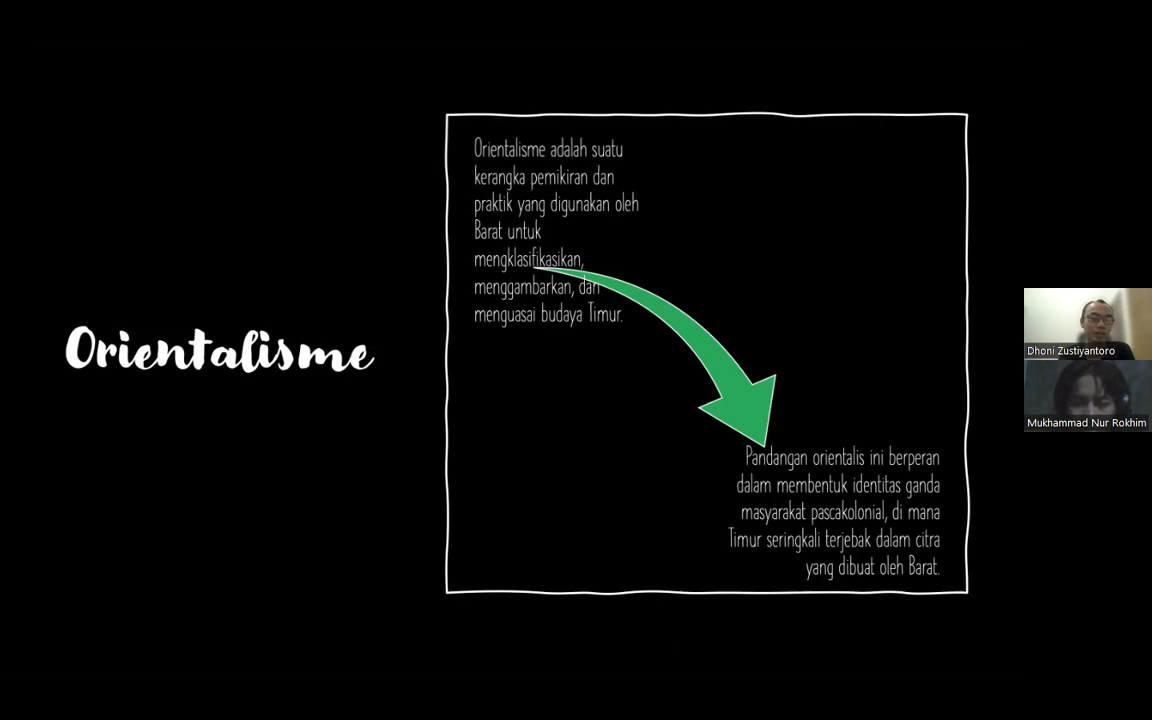 Orientalisme
Orientalisme adalah suatu
kerangka pemikiran dan
praktik yang digunakan oleh
Barat untuk
mengklasifikasikan,
menggambarkan, dan
menguasai budaya Timur.
Pandangan orientalis ini berperan
dalam membentuk identitas ganda
masyarakat pascakolonial, di mana
Timur seringkali terjebak dalam citra
yang dibuat oleh Barat.
Dhoni Zustiyantoro
Mukhammad Nur Rokhim